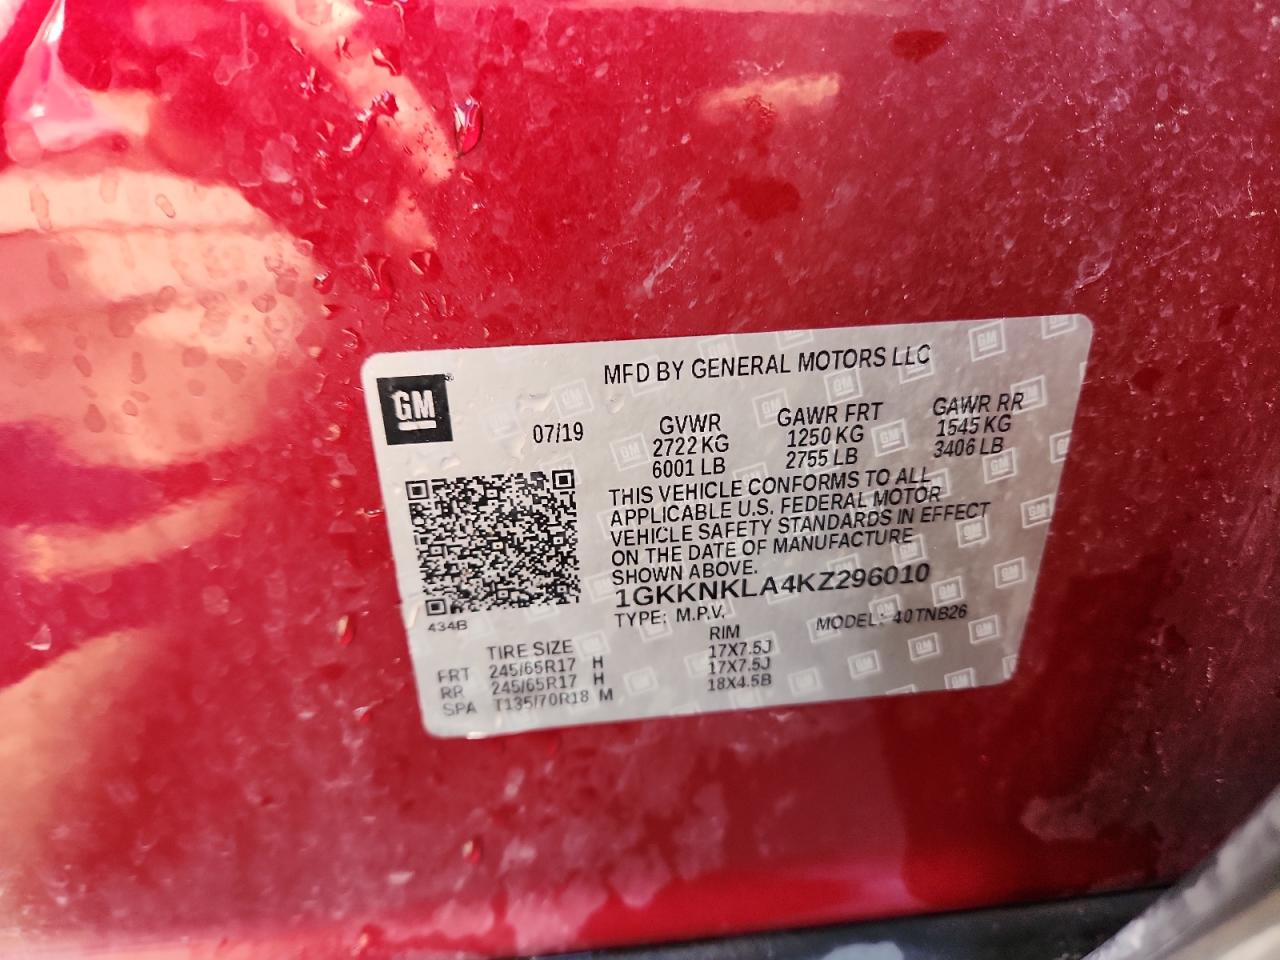 MFD BY GENERAL MOTORS LLC
GM
07/19
GVWR GAWR FRT GAWR RR
2722 KG 1250 KG 1545 KG
6001 LB 2755 LB 3406 LB
THIS VEHICLE CONFORMS TO ALL
APPLICABLE U.S. FEDERAL MOTOR
VEHICLE SAFETY STANDARDS IN EFFECT
ON THE DATE OF MANUFACTURE
SHOWN ABOVE.
1GKKNKLA4KZ296010
434B
TYPE: M.P.V. MODEL: 40TNB26
TIRE SIZE RIM
FRT 245/65R17 H 17X7.5J
RR 245/65R17 H 17X7.5J
SPA T135/70R18 M 18X4.5B